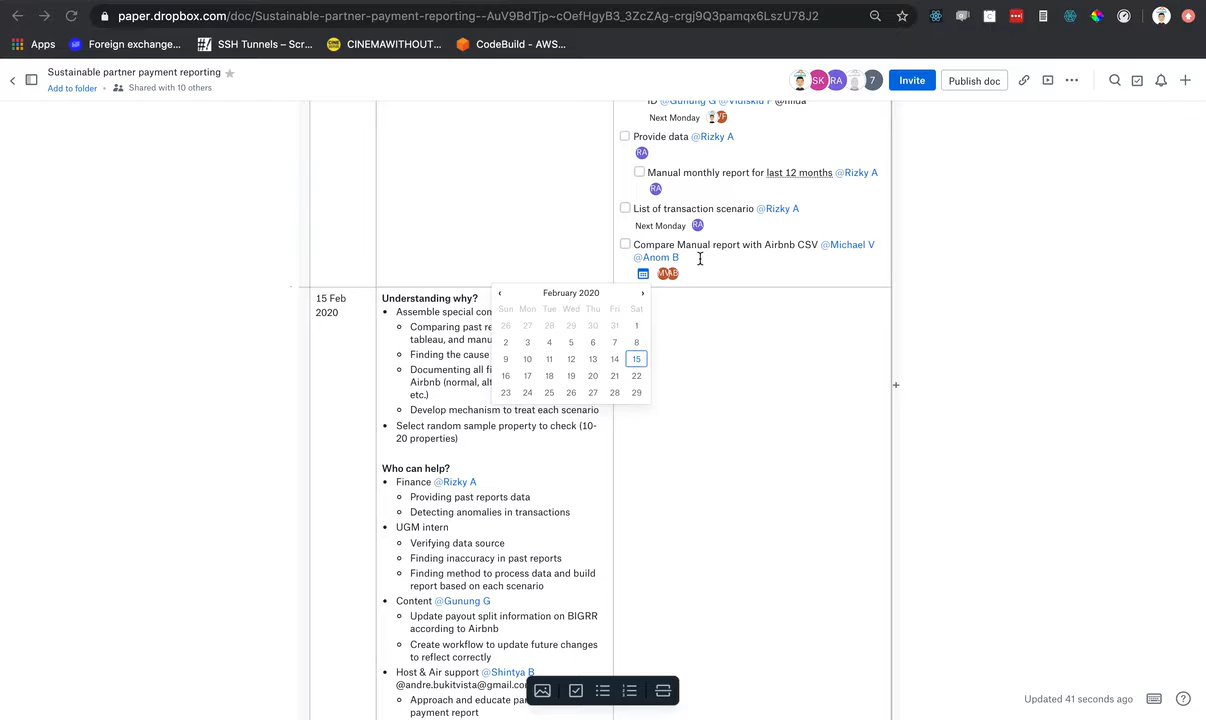 paper.dropbox.com/doc/Sustainable-partner-payment-reporting--AuV9BdTjp~cOefHgyB3_3ZcZAg-crgj9Q3pamqx6LszU78J2
Apps Foreign exchange... SSH Tunnels – Scr... CINEMAWITHOUT... CodeBuild - AWS...
Sustainable partner payment reporting
Add to folder • Shared with 10 others
SK RA 7 Invite Publish doc
ID @Gunung G @Vidiskiu F @nilda
Next Monday VF
Provide data @Rizky A
RA
Manual monthly report for last 12 months @Rizky A
RA
List of transaction scenario @Rizky A
Next Monday RA
Compare Manual report with Airbnb CSV @Michael V
@Anom B
MV AB
15 Feb
2020
Understanding why?
Assemble special con
Comparing past re
tableau, and manu
Finding the cause
Documenting all fi
Airbnb (normal, alt
etc.)
Develop mechanism to treat each scenario
Select random sample property to check (10-
20 properties)
Who can help?
Finance @Rizky A
Providing past reports data
Detecting anomalies in transactions
UGM intern
Verifying data source
Finding inaccuracy in past reports
Finding method to process data and build
report based on each scenario
Content @Gunung G
Update payout split information on BIGRR
according to Airbnb
Create workflow to update future changes
to reflect correctly
Host & Air support @Shintya B
@andre.bukitvista@gmail.com
Approach and educate par
payment report
‹ February 2020 ›
Sun Mon Tue Wed Thu Fri Sat
26 27 28 29 30 31 1
2 3 4 5 6 7 8
9 10 11 12 13 14 15
16 17 18 19 20 21 22
23 24 25 26 27 28 29
Updated 41 seconds ago